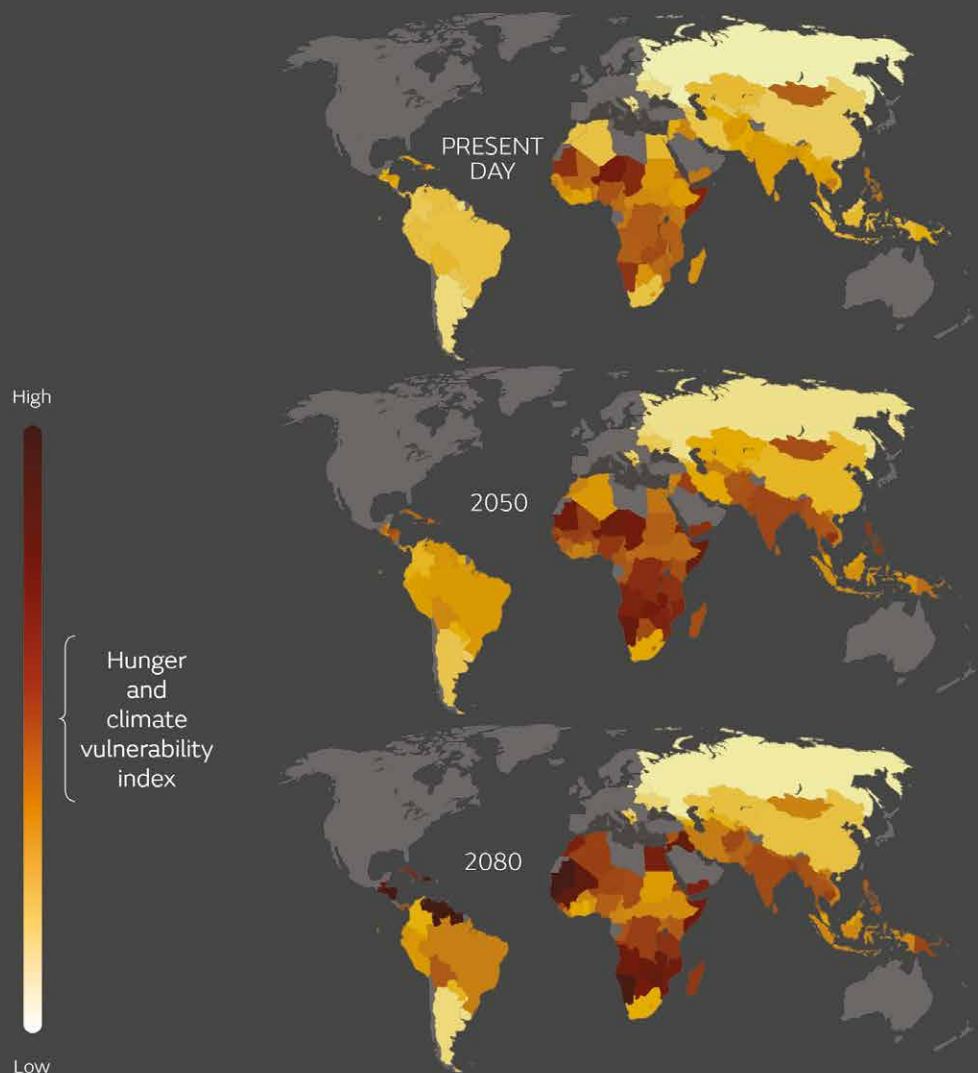 PRESENT
DAY
High
2050
Hunger
and
climate
vulnerability
index
2080
Low